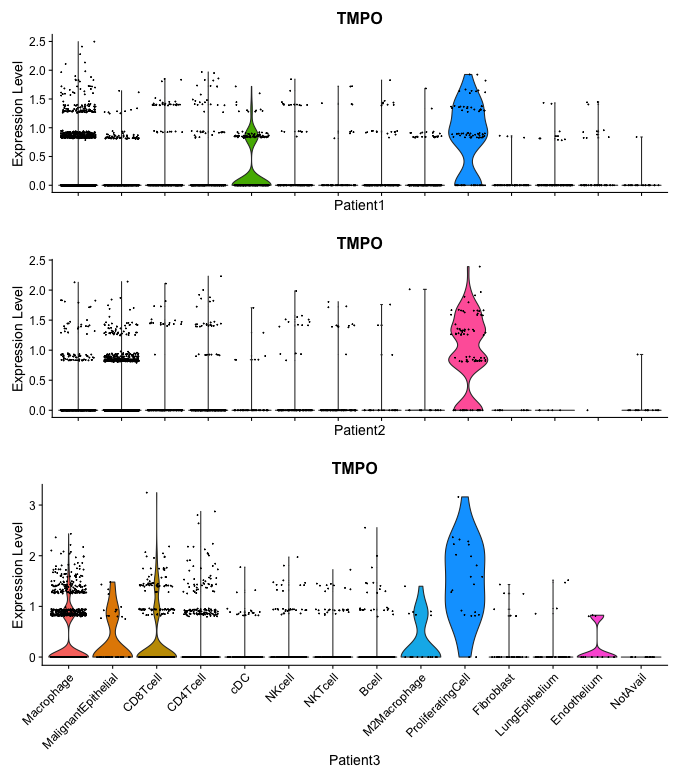 TMPO
Expression Level
2.5
2.0
1.5
1.0
0.5
0.0
Patient1
TMPO
Expression Level
2.5
2.0
1.5
1.0
0.5
0.0
Patient2
TMPO
Expression Level
3
2
1
0
Macrophage
MalignantEpithelial
CD8Tcell
CD4Tcell
cDC
NKcell
NKTcell
Bcell
M2Macrophage
ProliferatingCell
Fibroblast
LungEpithelium
Endothelium
NotAvail
Patient3